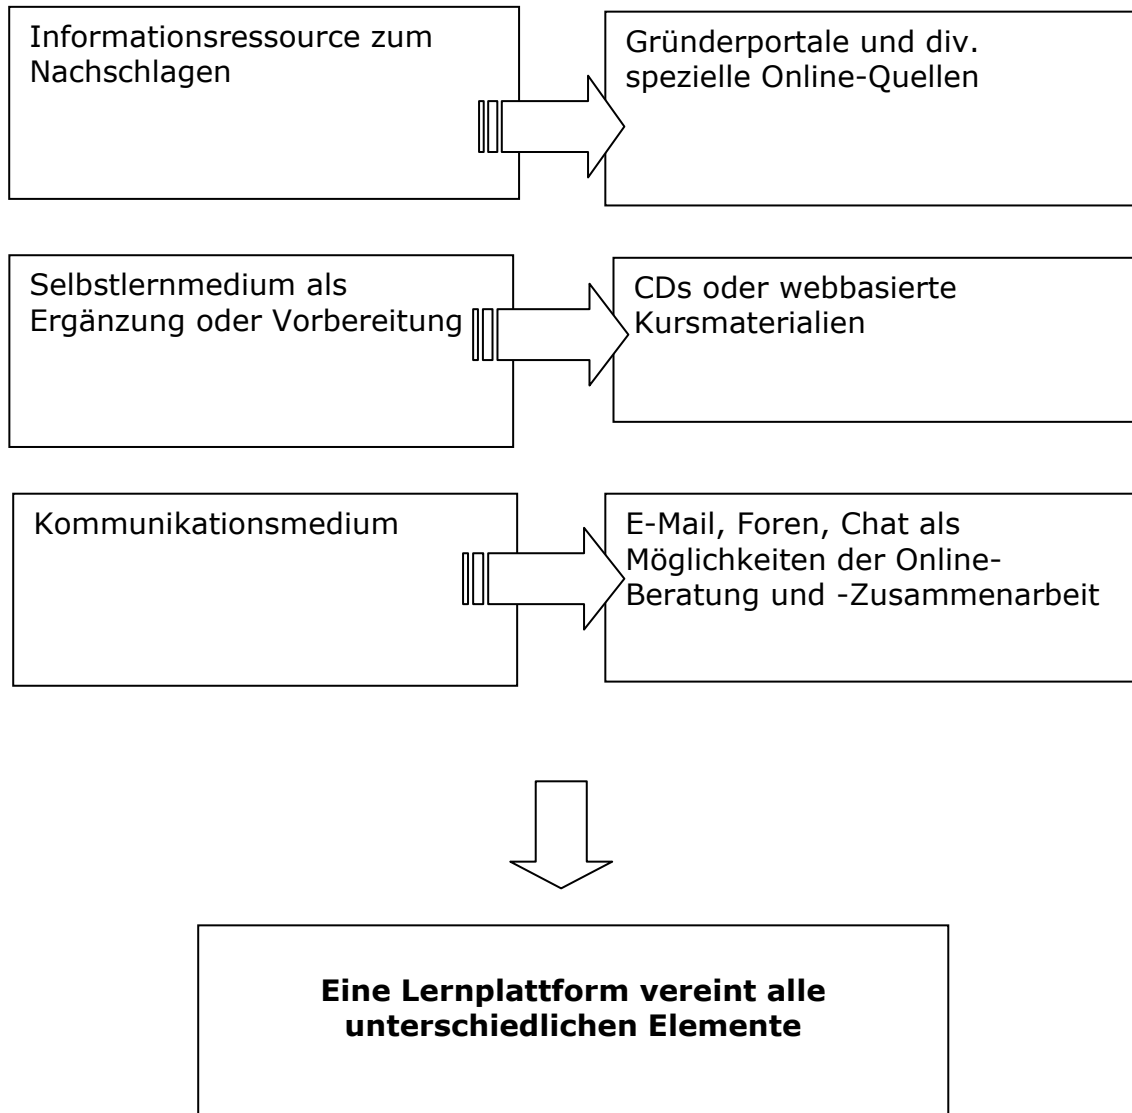 Informationsressource zum
Nachschlagen
Gründerportale und div.
spezielle Online-Quellen
Selbstlernmedium als
Ergänzung oder Vorbereitung
CDs oder webbasierte
Kursmaterialien
Kommunikationsmedium
E-Mail, Foren, Chat als
Möglichkeiten der Online-
Beratung und -Zusammenarbeit
Eine Lernplattform vereint alle
unterschiedlichen Elemente